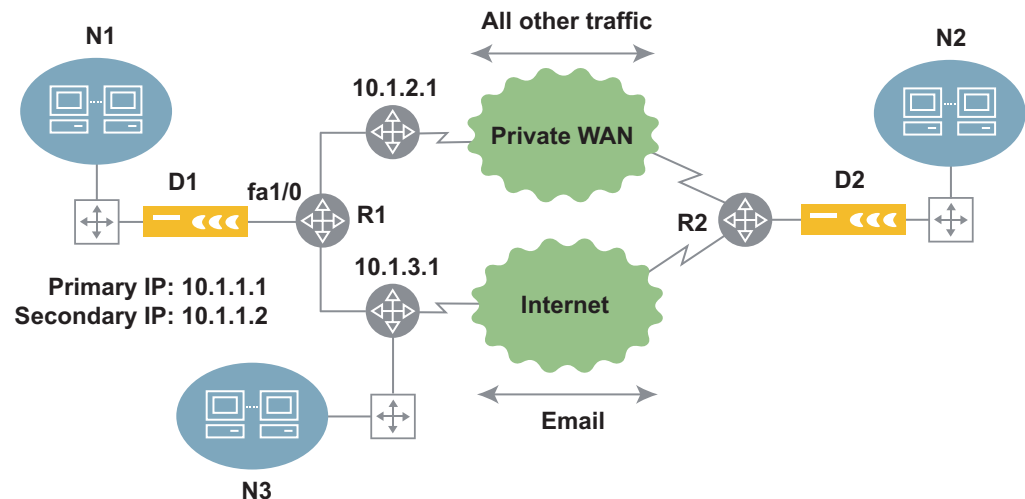 All other traffic
N1
N2
10.1.2.1
Private WAN
D1
fa1/0
R1
R2
D2
10.1.3.1
Primary IP: 10.1.1.1
Secondary IP: 10.1.1.2
Internet
Email
N3